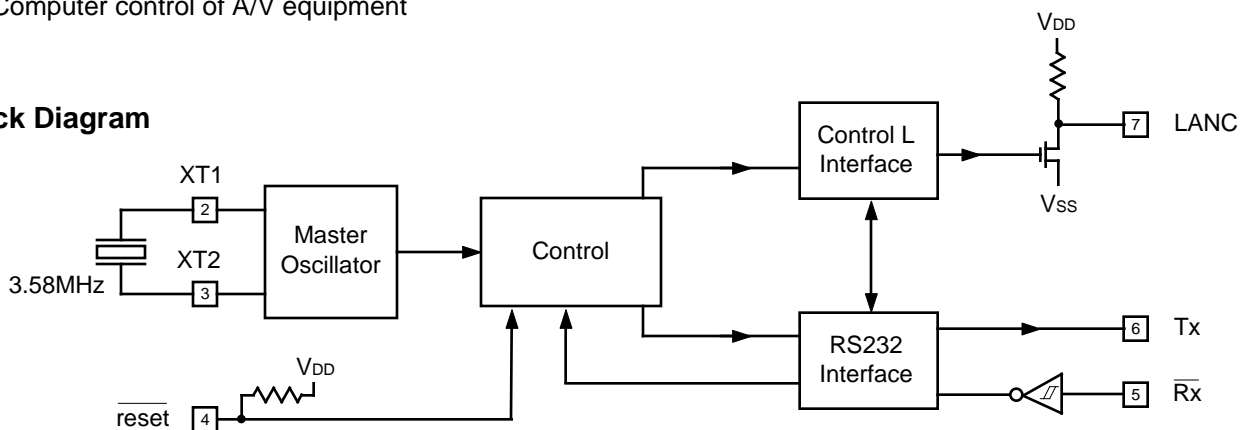 Computer control of A/V equipment
ck Diagram
XT1
2
XT2
3
3.58MHz
Master
Oscillator
Control
Control L
Interface
VDD
7 LANC
VSS
RS232
Interface
6 Tx
5 Rx
VDD
reset 4